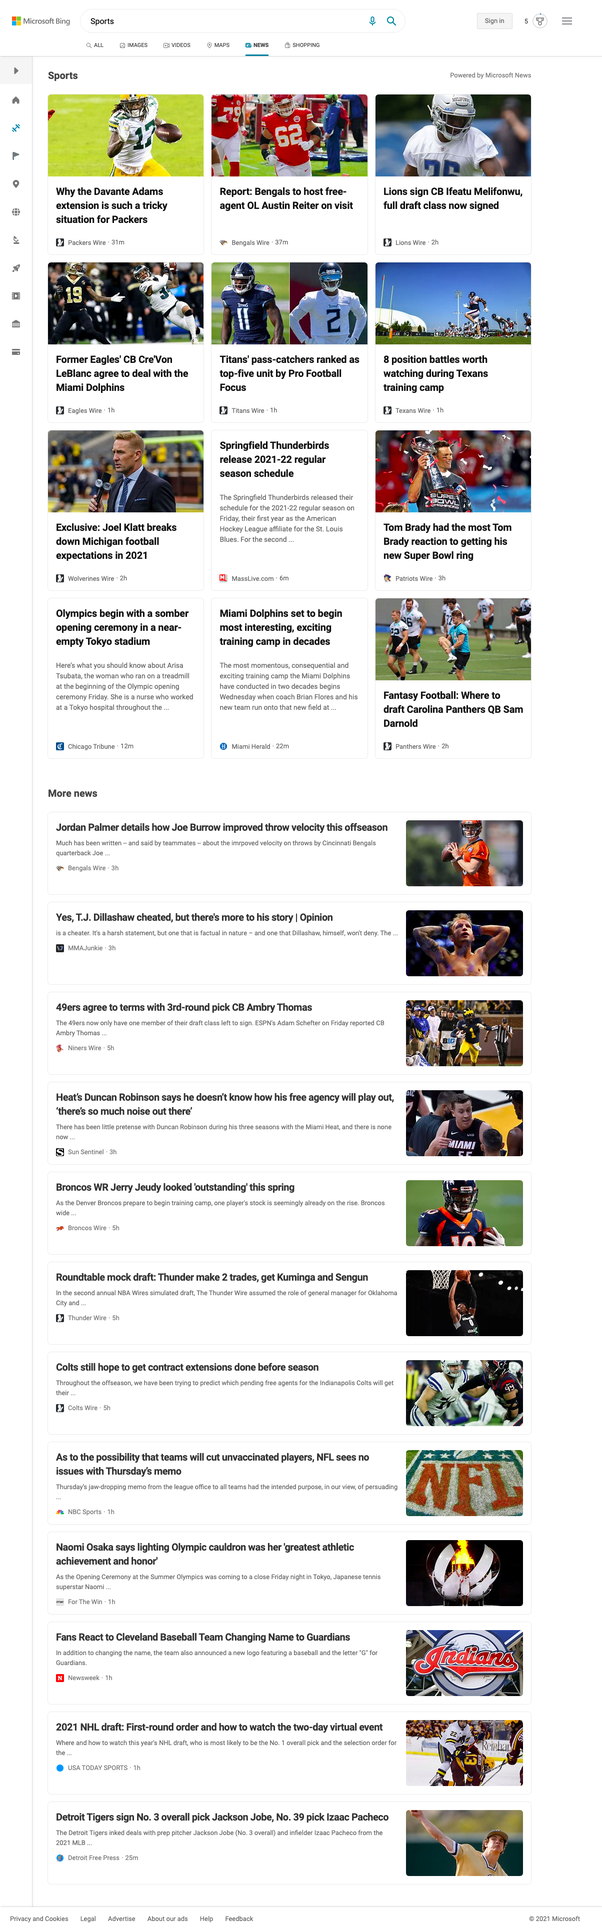 Microsoft Bing
Sports
Sign in
5
ALL
IMAGES
VIDEOS
MAPS
NEWS
SHOPPING
Sports
Powered by Microsoft News
Why the Davante Adams
extension is such a tricky
situation for Packers
Packers Wire · 31m
Report: Bengals to host free-
agent OL Austin Reiter on visit
Bengals Wire · 37m
Lions sign CB Ifeatu Melifonwu,
full draft class now signed
Lions Wire · 2h
Former Eagles' CB Cre'Von
LeBlanc agree to deal with the
Miami Dolphins
Eagles Wire · 1h
Titans' pass-catchers ranked as
top-five unit by Pro Football
Focus
Titans Wire · 1h
8 position battles worth
watching during Texans
training camp
Texans Wire · 1h
Exclusive: Joel Klatt breaks
down Michigan football
expectations in 2021
Wolverines Wire · 2h
Springfield Thunderbirds
release 2021-22 regular
season schedule
The Springfield Thunderbirds released their
schedule for the 2021-22 regular season on
Friday, their first year as the American
Hockey League affiliate for the St. Louis
Blues. For the second ...
MassLive.com · 6m
Tom Brady had the most Tom
Brady reaction to getting his
new Super Bowl ring
Patriots Wire · 3h
Olympics begin with a somber
opening ceremony in a near-
empty Tokyo stadium
Here's what you should know about Arisa
Tsubata, the woman who ran on a treadmill
at the beginning of the Olympic opening
ceremony Friday. She is a nurse who worked
at a Tokyo hospital throughout the ...
Chicago Tribune · 12m
Miami Dolphins set to begin
most interesting, exciting
training camp in decades
The most momentous, consequential and
exciting training camp the Miami Dolphins
have conducted in two decades begins
Wednesday when coach Brian Flores and his
new team run onto that new field at ...
Miami Herald · 22m
Fantasy Football: Where to
draft Carolina Panthers QB Sam
Darnold
Panthers Wire · 2h
More news
Jordan Palmer details how Joe Burrow improved throw velocity this offseason
Much has been written – and said by teammates – about the imrpoved velocity on throws by Cincinnati Bengals
quarterback Joe ...
Bengals Wire · 3h
Yes, T.J. Dillashaw cheated, but there's more to his story | Opinion
is a cheater. It's a harsh statement, but one that is factual in nature – and one that Dillashaw, himself, won't deny. The ...
MMAJunkie · 3h
49ers agree to terms with 3rd-round pick CB Ambry Thomas
The 49ers now only have one member of their draft class left to sign. ESPN's Adam Schefter on Friday reported CB
Ambry Thomas ...
Niners Wire · 5h
Heat's Duncan Robinson says he doesn't know how his free agency will play out,
'there's so much noise out there'
There has been little pretense with Duncan Robinson during his three seasons with the Miami Heat, and there is none
now ...
Sun Sentinel · 3h
Broncos WR Jerry Jeudy looked 'outstanding' this spring
As the Denver Broncos prepare to begin training camp, one player's stock is seemingly already on the rise. Broncos
wide ...
Broncos Wire · 5h
Roundtable mock draft: Thunder make 2 trades, get Kuminga and Sengun
In the second annual NBA Wires simulated draft, The Thunder Wire assumed the role of general manager for Oklahoma
City and ...
Thunder Wire · 5h
Colts still hope to get contract extensions done before season
Throughout the offseason, we have been trying to predict which pending free agents for the Indianapolis Colts will get
their ...
Colts Wire · 5h
As to the possibility that teams will cut unvaccinated players, NFL sees no
issues with Thursday's memo
Thursday's jaw-dropping memo from the league office to all teams had the intended purpose, in our view, of persuading
...
NBC Sports · 1h
NFL
Naomi Osaka says lighting Olympic cauldron was her 'greatest athletic
achievement and honor'
As the Opening Ceremony at the Summer Olympics was coming to a close Friday night in Tokyo, Japanese tennis
superstar Naomi ...
For The Win · 1h
Fans React to Cleveland Baseball Team Changing Name to Guardians
In addition to changing the name, the team also announced a new logo featuring a baseball and the letter "G" for
Guardians.
Newsweek · 1h
Indians
2021 NHL draft: First-round order and how to watch the two-day virtual event
Where and how to watch this year's NHL draft, who is most likely to be the No. 1 overall pick and the selection order for
the ...
USA TODAY SPORTS · 1h
Detroit Tigers sign No. 3 overall pick Jackson Jobe, No. 39 pick Izaac Pacheco
The Detroit Tigers inked deals with prep pitcher Jackson Jobe (No. 3 overall) and infielder Izaac Pacheco from the
2021 MLB ...
Detroit Free Press · 25m
Privacy and Cookies
Legal
Advertise
About our ads
Help
Feedback
© 2021 Microsoft